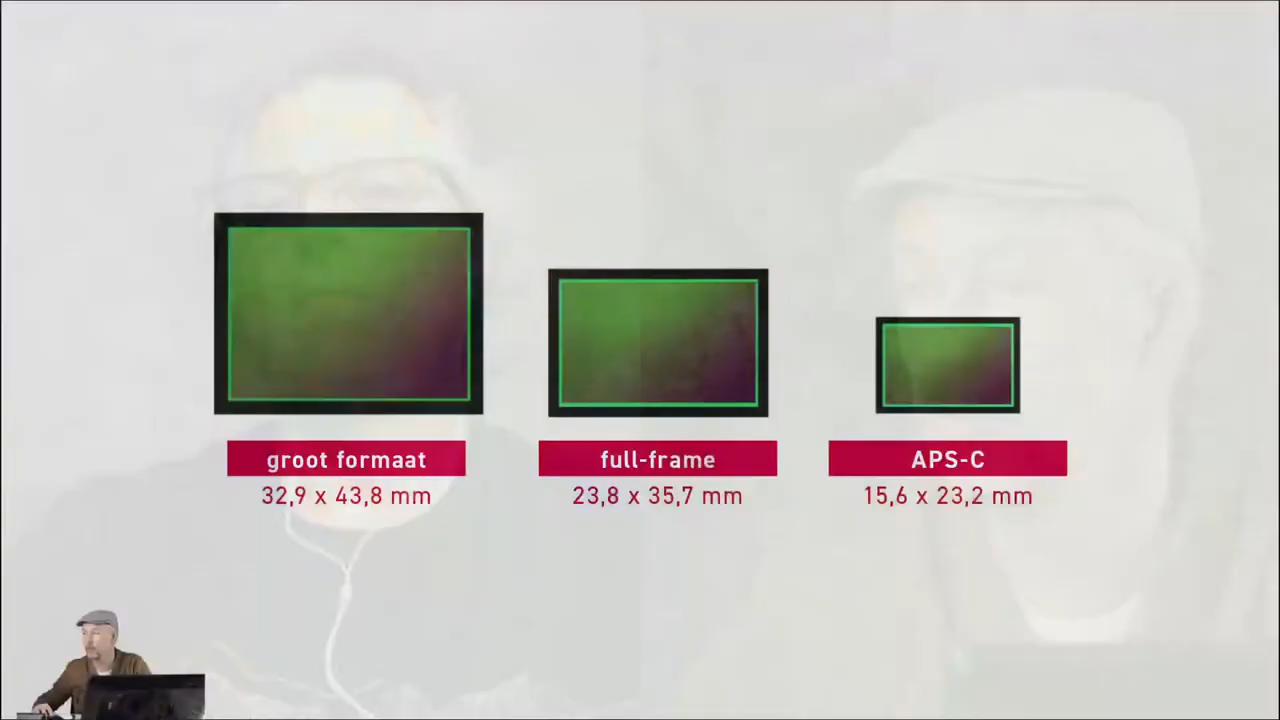 groot formaat
32,9 x 43,8 mm
full-frame
23,8 x 35,7 mm
APS-C
15,6 x 23,2 mm